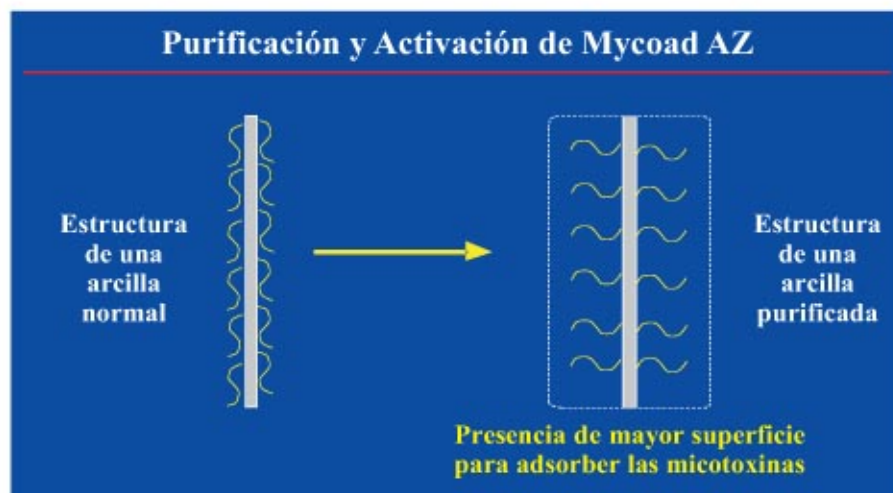 Purificación y Activación de Mycoad AZ
Estructura
de una
arcilla
normal
Estructura
de una
arcilla
purificada
Presencia de mayor superficie
para adsorber las micotoxinas